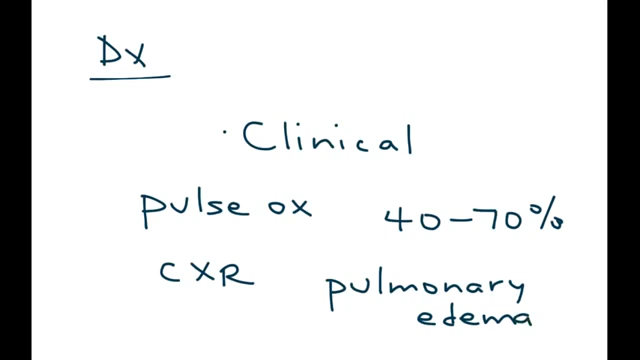 Dx
· Clinical
pulse ox 40-70%
CXR pulmonary
edema